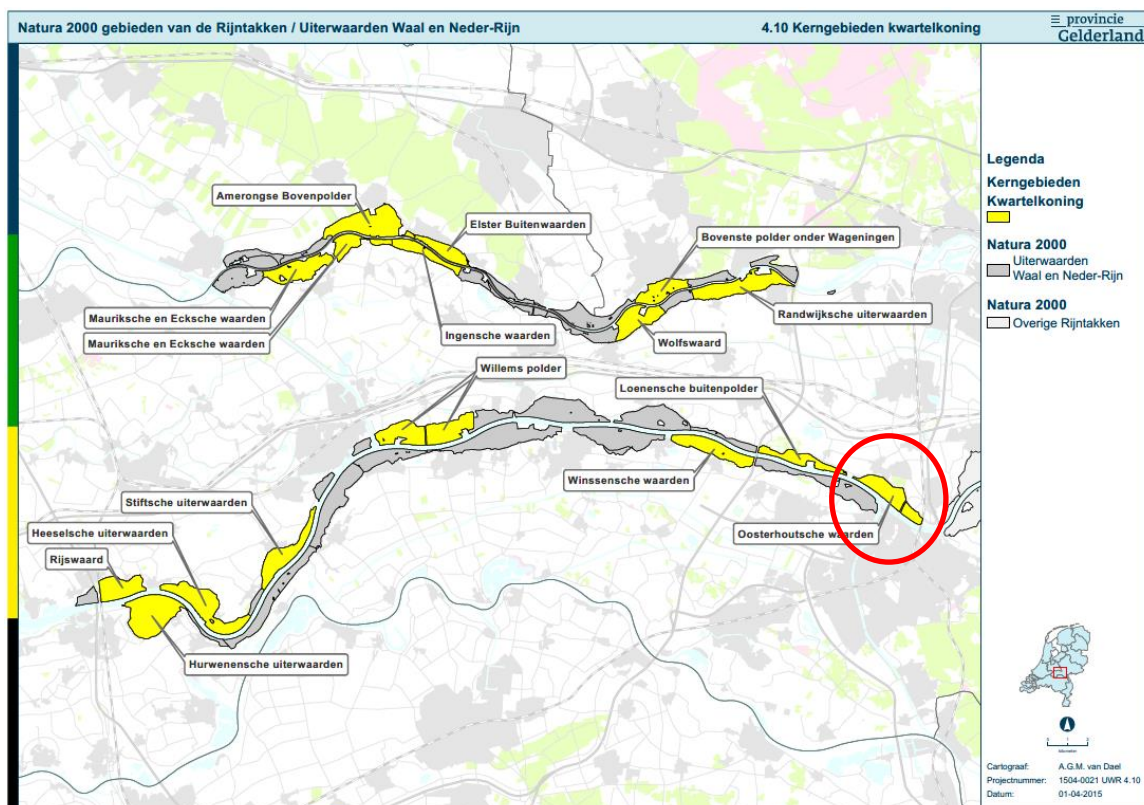 Natura 2000 gebieden van de Rijntakken / Uiterwaarden Waal en Neder-Rijn
4.10 Kerngebieden kwartelkoning
provincie
Gelderland
Amerongse Bovenpolder
Elster Buitenwaarden
Bovenste polder onder Wageningen
Mauriksche en Ecksche waarden
Mauriksche en Ecksche waarden
Ingensche waarden
Randwijksche uiterwaarden
Wolfswaard
Willems polder
Loenensche buitenpolder
Winssensche waarden
Stiftsche uiterwaarden
Oosterhoutsche waarden
Heeselsche uiterwaarden
Rijswaard
Hurwenensche uiterwaarden
Legenda
Kerngebieden
Kwartelkoning
Natura 2000
Uiterwaarden
Waal en Neder-Rijn
Natura 2000
Overige Rijntakken
Cartograaf: A.G.M. van Dael
Projectnummer: 1504-0021 UWR 4.10
Datum: 01-04-2015